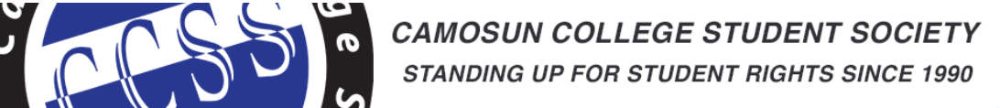 CCSS
CAMOSUN COLLEGE STUDENT SOCIETY
STANDING UP FOR STUDENT RIGHTS SINCE 1990